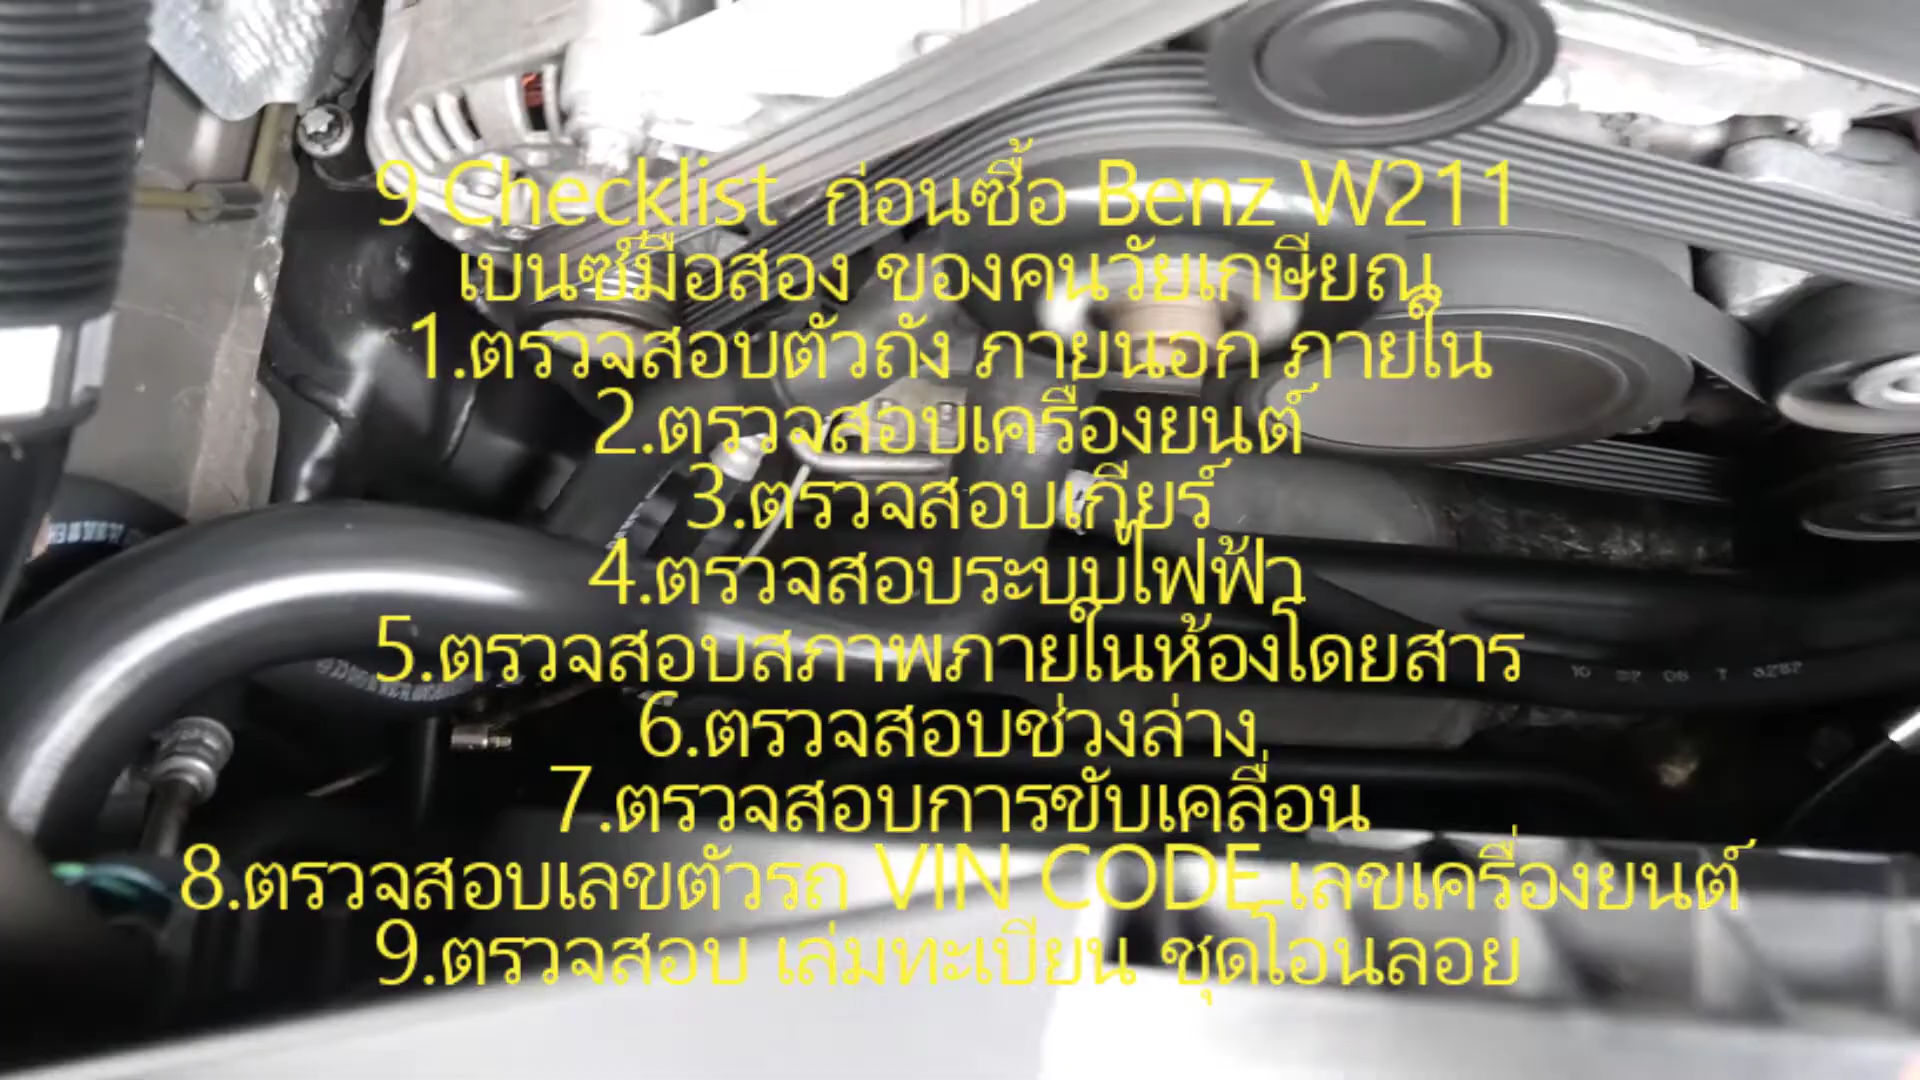 9 Checklist ก่อนซื้อ Benz W211
เบนซ์มือสอง ของคนวัยเกษียณ
1.ตรวจสอบตัวถัง ภายนอก ภายใน
2.ตรวจสอบเครื่องยนต์
3.ตรวจสอบเกียร์
4.ตรวจสอบระบบไฟฟ้า
5.ตรวจสอบสภาพภายในห้องโดยสาร
6.ตรวจสอบช่วงล่าง
7.ตรวจสอบการขับเคลื่อน
8.ตรวจสอบเลขตัวรถ VIN CODE เลขเครื่องยนต์
9.ตรวจสอบ เล่มทะเบียน ชุดโอนลอย